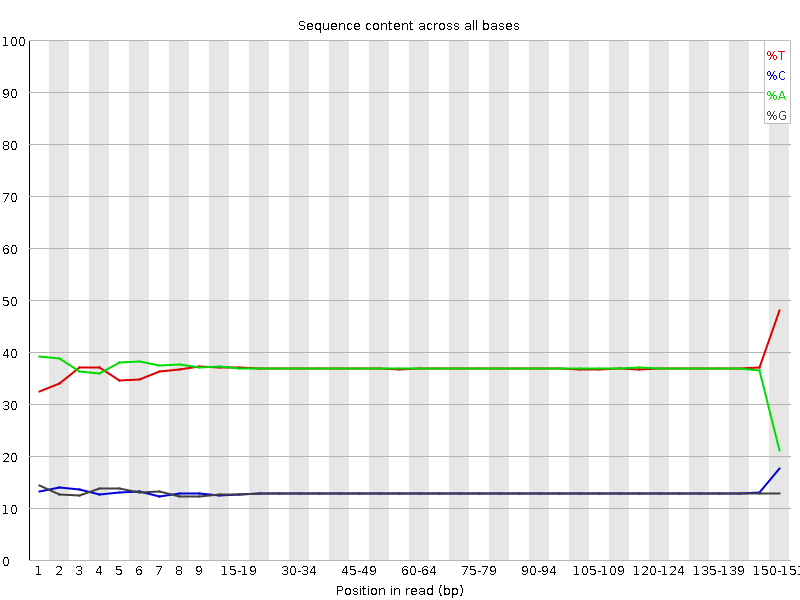 Sequence content across all bases
100
90
80
70
60
50
40
30
20
10
0
%T
%C
%A
%G
1 2 3 4 5 6 7 8 9 15-19 30-34 45-49 60-64 75-79 90-94 105-109 120-124 135-139 150-151
Position in read (bp)